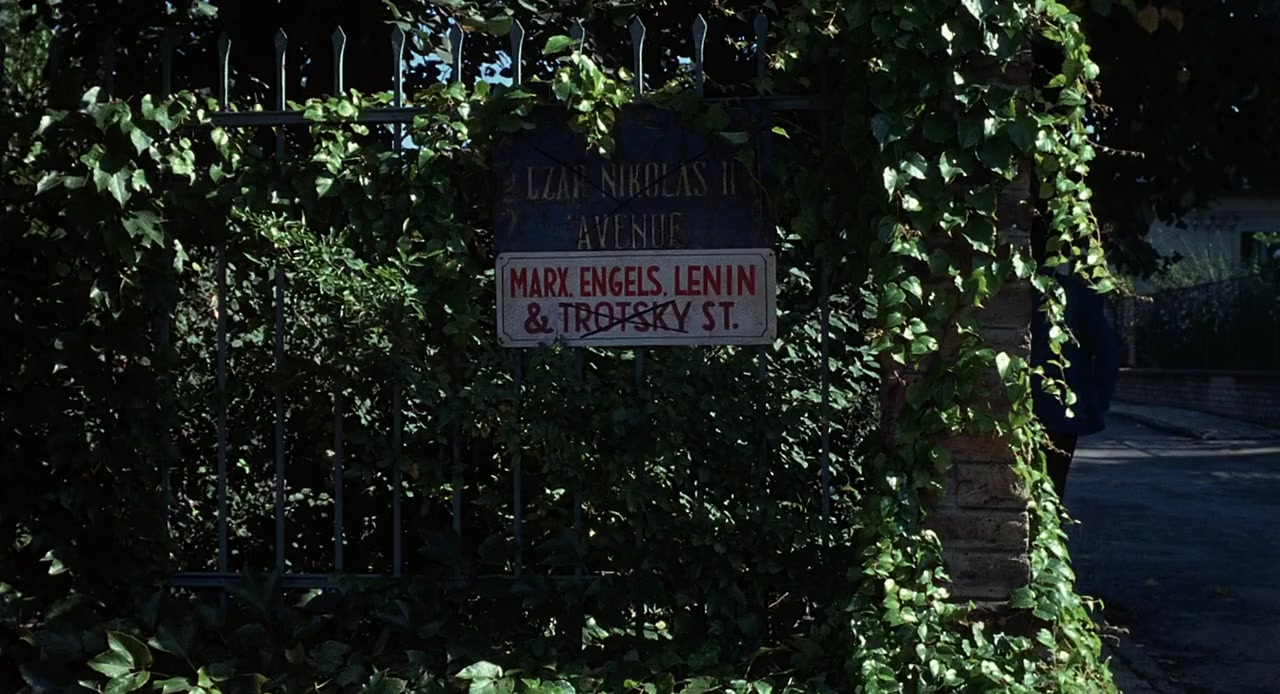 CZAR NIKOLAS II
AVENUE
MARX, ENGELS, LENIN
& TROTSKY ST.